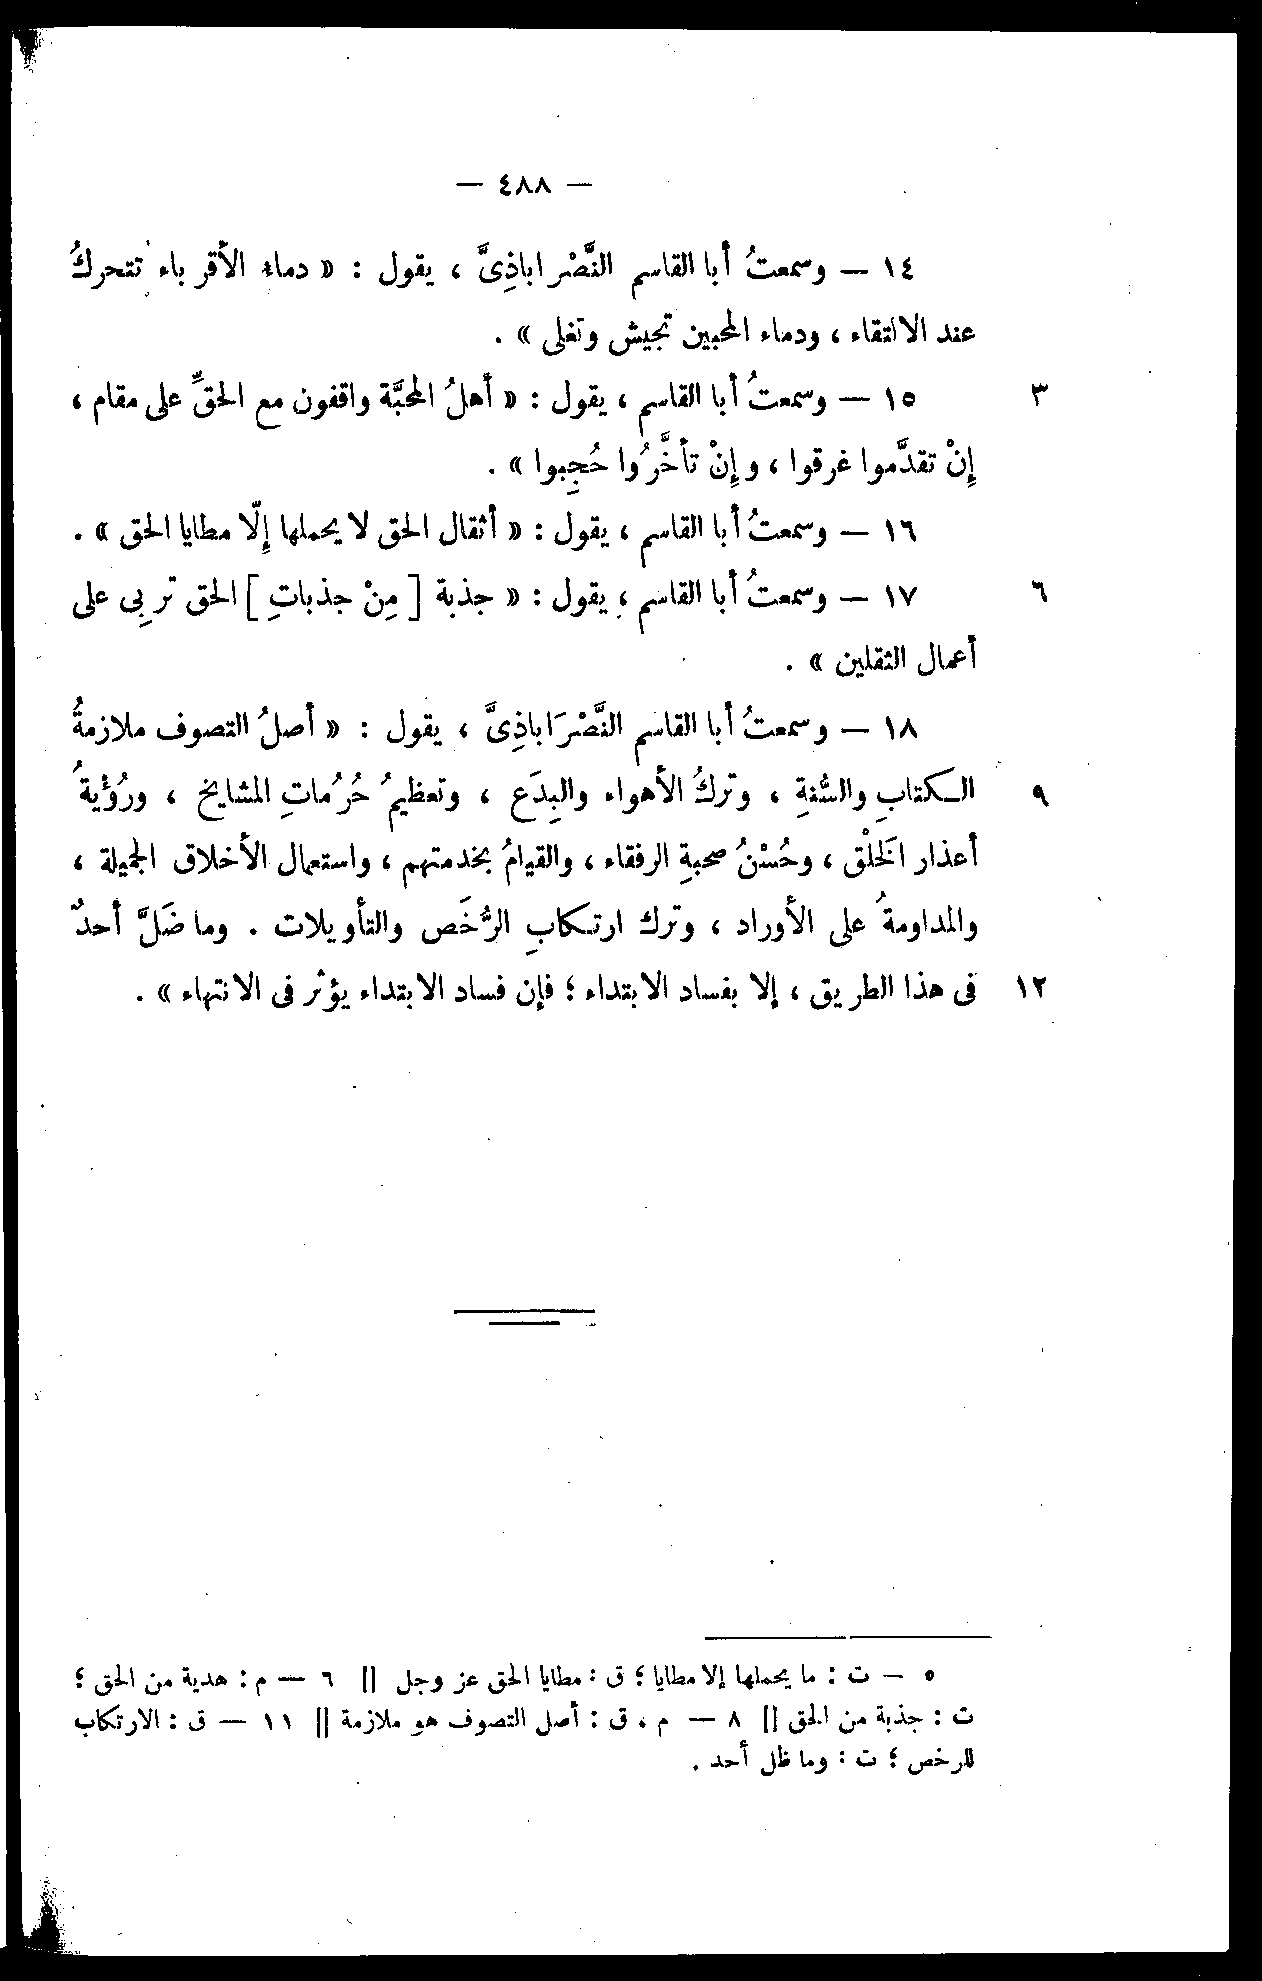 — ٤٨٨ —
١٤ — وسمعتُ أبا القاسم النَّصْراباذِىَّ ، يقول : « دماء الأقرباء تتحركُ
عند الالتقاء ، ودماء المحبين تجيش وتغلى » .
٣ ١٥ — وسمعتُ أبا القاسم ، يقول : « أهلُ المحبَّة واقفون مع الحقِّ على مقام ،
إِنْ تقدَّموا غرقوا ، وإِنْ تأخَّرُوا حُجِبوا » .
١٦ — وسمعتُ أبا القاسم ، يقول : « أثقال الحق لا يحملها إِلّا مطايا الحق » .
٦ ١٧ — وسمعتُ أبا القاسم ، يقول : « جذبة [ مِنْ جذباتِ ] الحق تربِى على
أعمال الثقلين » .
١٨ — وسمعتُ أبا القاسم النَّصْرَاباذِىَّ ، يقول : « أصلُ التصوف ملازمةُ
٩ الكتابِ والسُّنةِ ، وتركُ الأهواء والبِدَع ، وتعظيمُ حُرُماتِ المشايخ ، ورُؤيةُ
أعذار الخَلْق ، وحُسْنُ صحبةِ الرفقاء ، والقيامُ بخدمتهم ، واستعمال الأخلاق الجميلة ،
والمداومةُ على الأوراد ، وترك ارتكابِ الرُّخَص والتأويلات . وما ضَلَّ أحدٌ
١٢ فى هذا الطريق ، إلا بفساد الابتداء ؛ فإن فساد الابتداء يؤثر فى الانتهاء » .
٥ — ت : ما يحملها إلا مطايا ؛ ق : مطايا الحق عز وجل || ٦ — م : هدية من الحق ؛
ت : جذبة من الحق || ٨ — م ، ق : أصل التصوف هو ملازمة || ١١ — ق : الارتكاب
للرخص ؛ ت : وما ظل أحد .